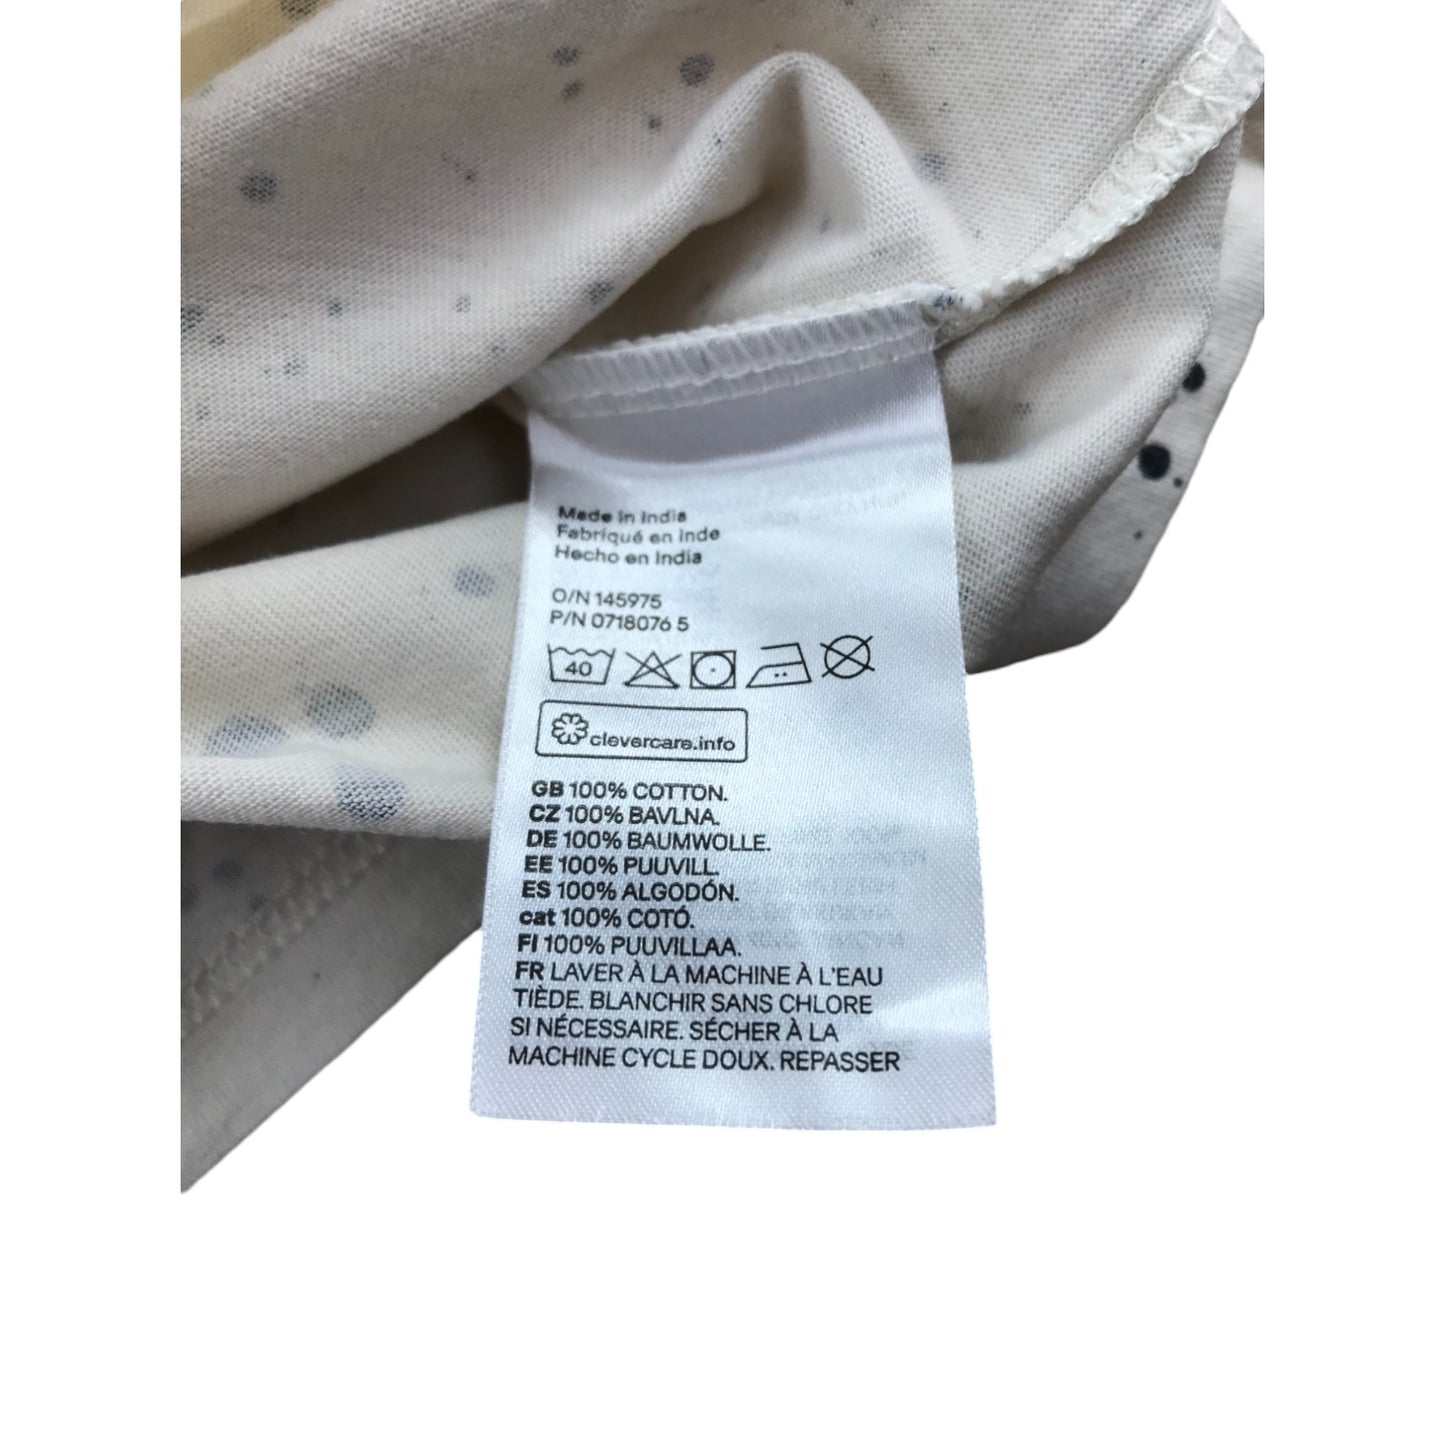 Made in India
Fabriqué en Inde
Hecho en India
O/N 145975
P/N 0718076 5
40
clevercare.info
GB 100% COTTON.
CZ 100% BAVLNA.
DE 100% BAUMWOLLE.
EE 100% PUUVILL.
ES 100% ALGODÓN.
cat 100% COTÓ.
FI 100% PUUVILLAA.
FR LAVER À LA MACHINE À L'EAU
TIÈDE. BLANCHIR SANS CHLORE
SI NÉCESSAIRE. SÉCHER À LA
MACHINE CYCLE DOUX. REPASSER